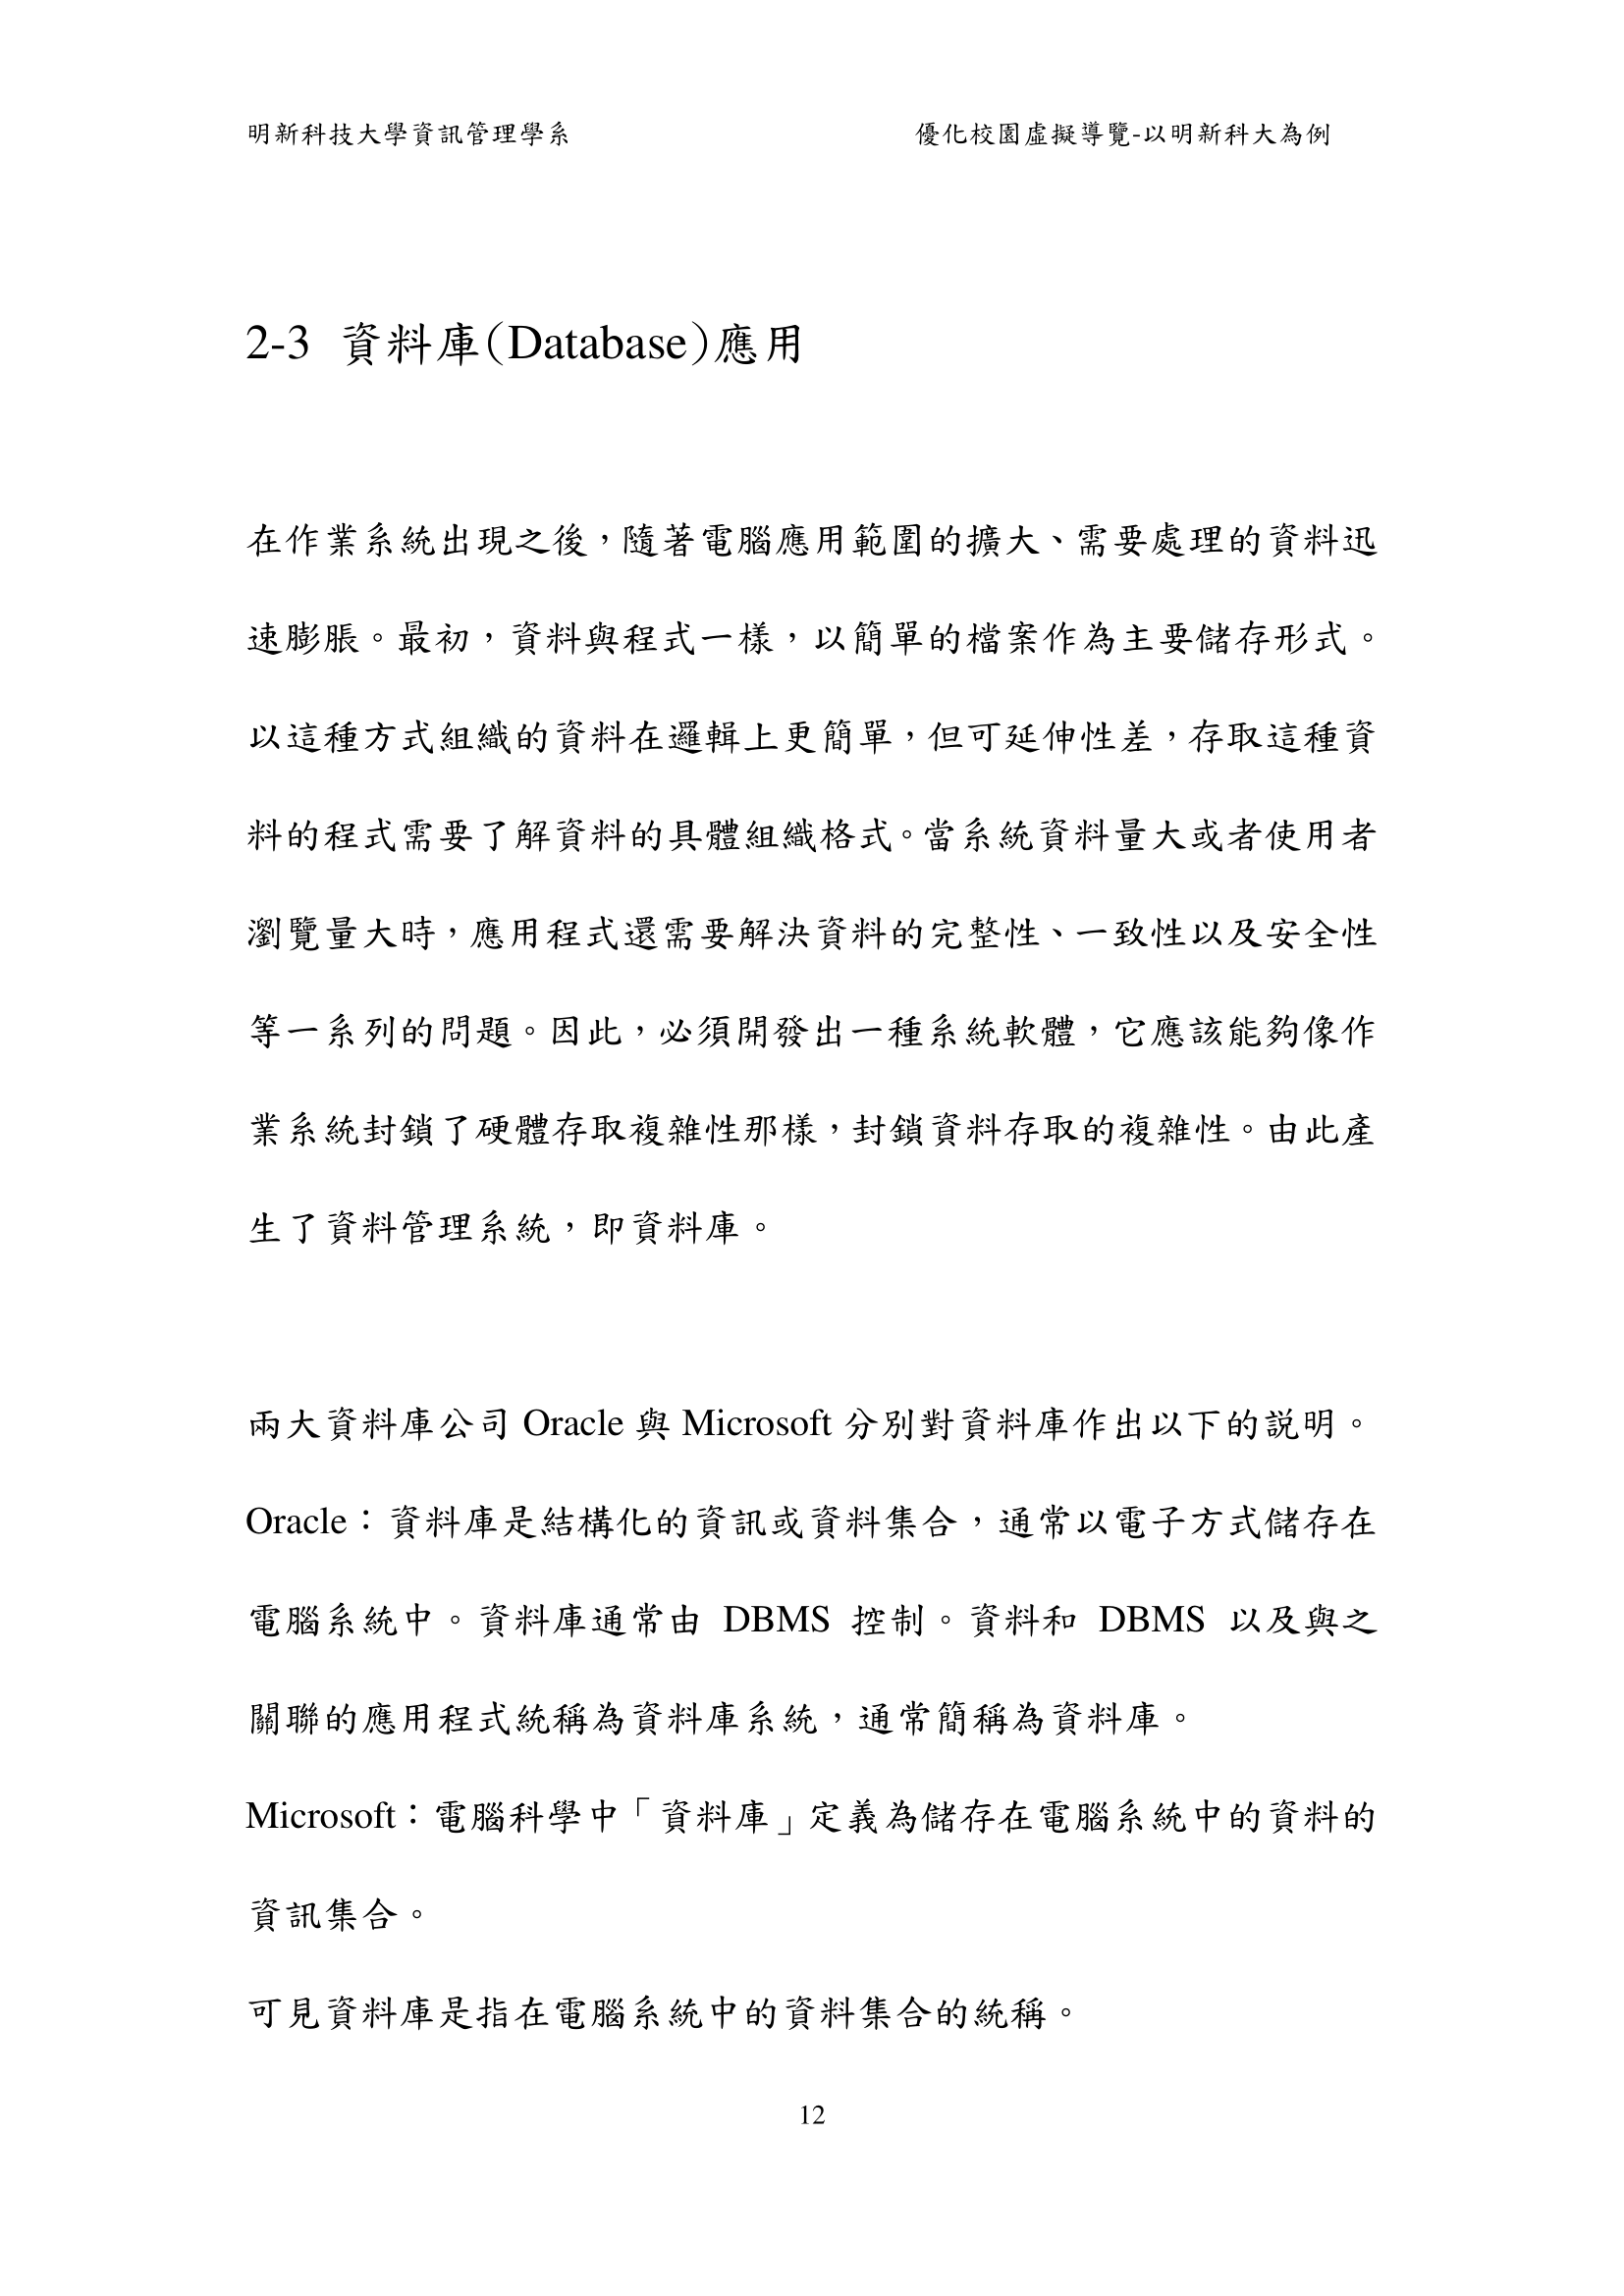 明新科技大學資訊管理學系 優化校園虛擬導覽-以明新科大為例
2-3 資料庫(Database)應用
在作業系統出現之後，隨著電腦應用範圍的擴大、需要處理的資料迅
速膨脹。最初，資料與程式一樣，以簡單的檔案作為主要儲存形式。
以這種方式組織的資料在邏輯上更簡單，但可延伸性差，存取這種資
料的程式需要了解資料的具體組織格式。當系統資料量大或者使用者
瀏覽量大時，應用程式還需要解決資料的完整性、一致性以及安全性
等一系列的問題。因此，必須開發出一種系統軟體，它應該能夠像作
業系統封鎖了硬體存取複雜性那樣，封鎖資料存取的複雜性。由此產
生了資料管理系統，即資料庫。
兩大資料庫公司 Oracle 與 Microsoft 分別對資料庫作出以下的說明。
Oracle：資料庫是結構化的資訊或資料集合，通常以電子方式儲存在
電腦系統中。資料庫通常由 DBMS 控制。資料和 DBMS 以及與之
關聯的應用程式統稱為資料庫系統，通常簡稱為資料庫。
Microsoft：電腦科學中「資料庫」定義為儲存在電腦系統中的資料的
資訊集合。
可見資料庫是指在電腦系統中的資料集合的統稱。
12